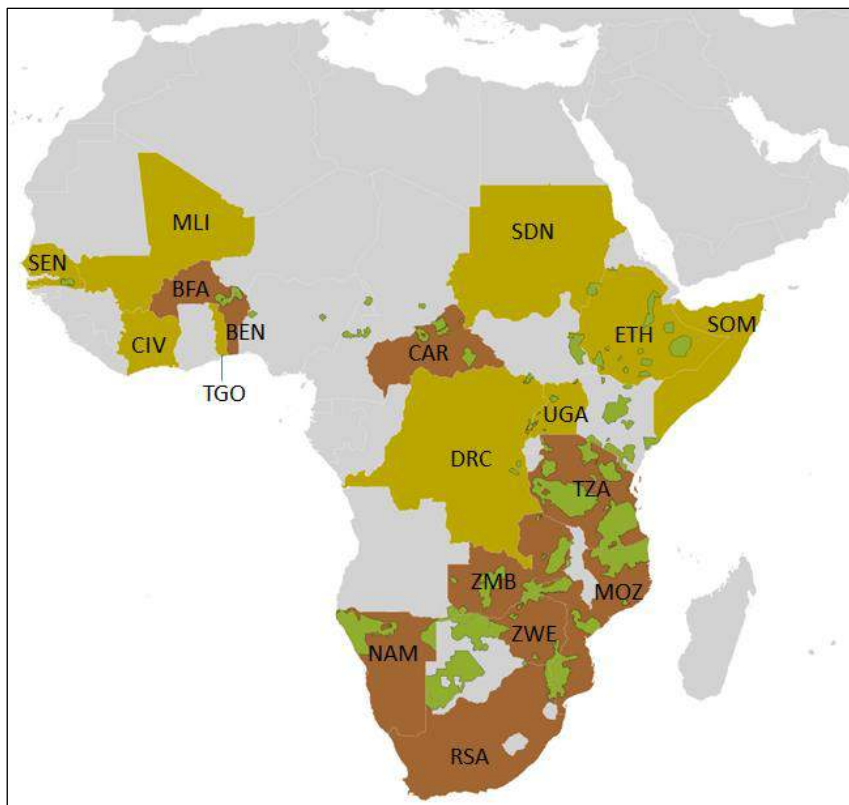 MLI
SDN
SEN
BFA
SOM
CIV
BEN
ETH
CAR
TGO
UGA
DRC
TZA
ZMB
MOZ
ZWE
NAM
RSA